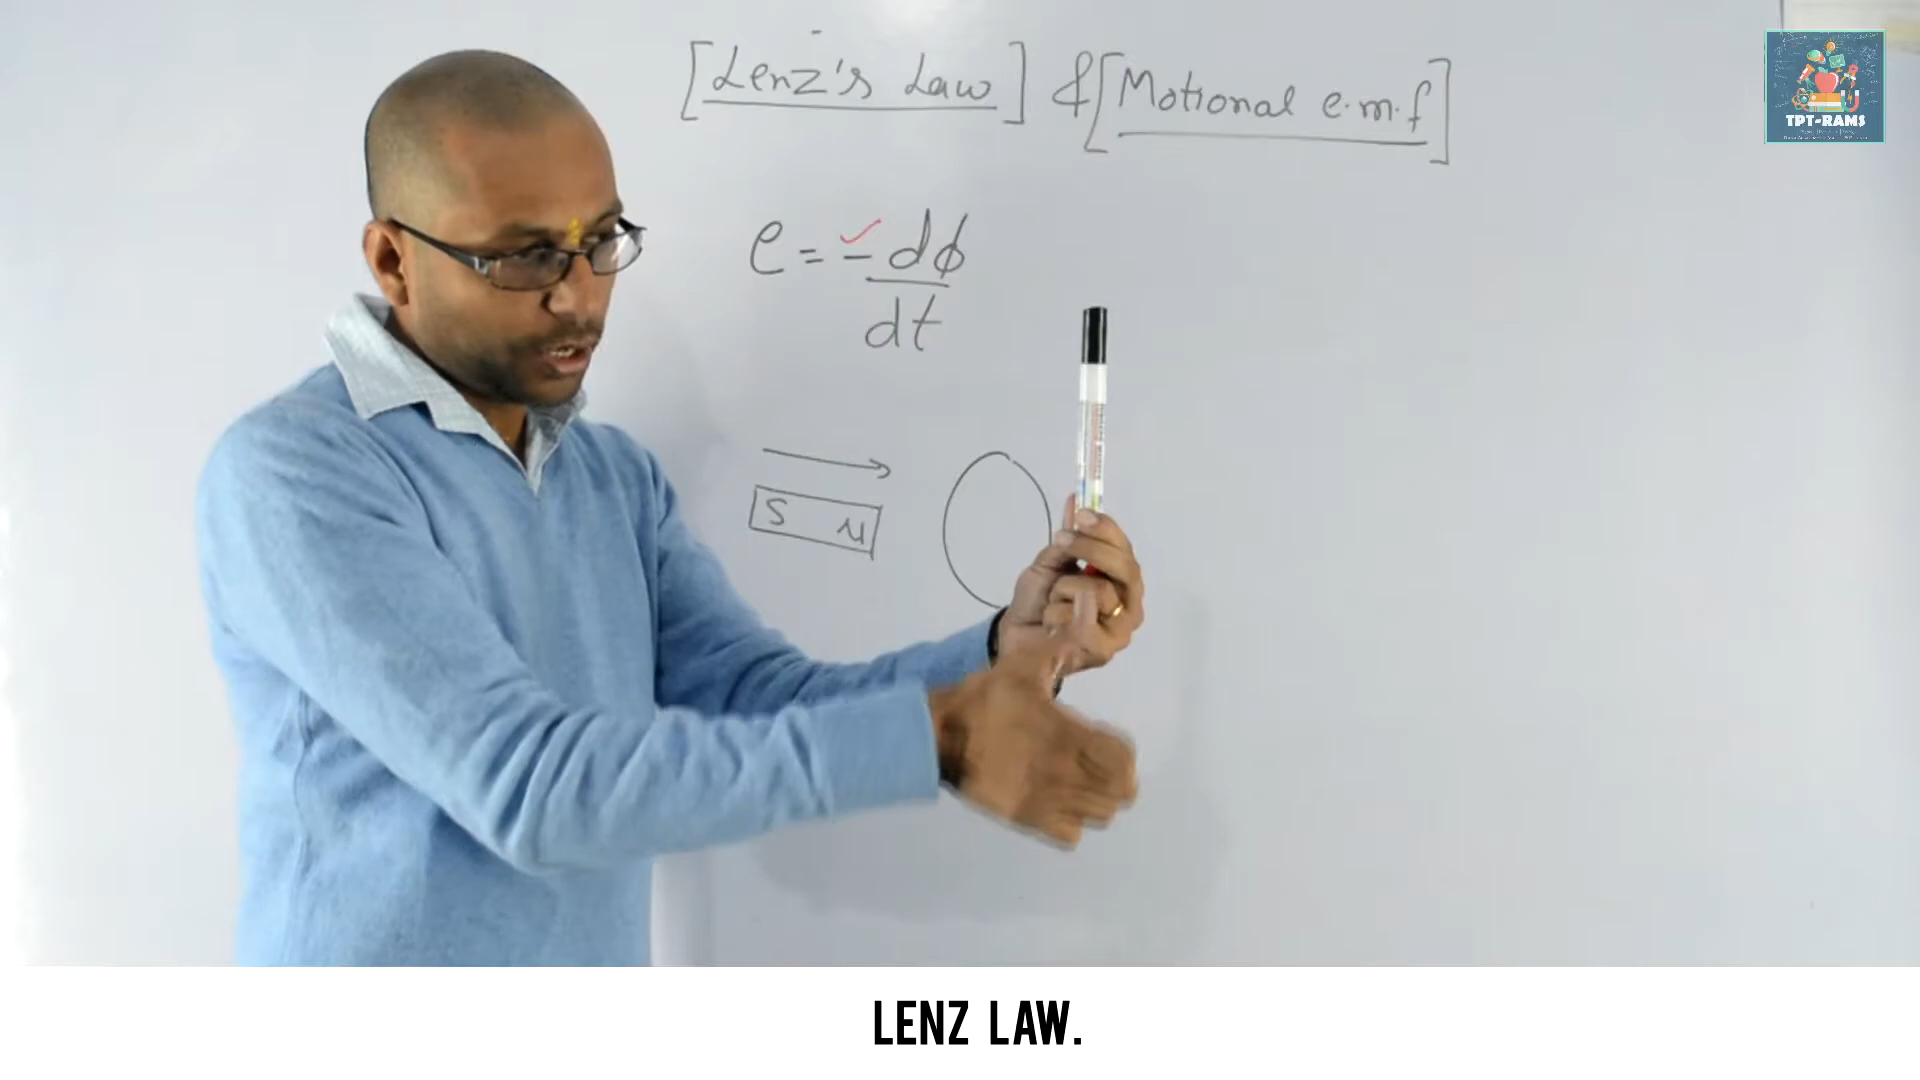 [Lenz's Law] & [Motional e.m.f]
e = - dϕ
dt
S N
TPT-RAMS
LENZ LAW.